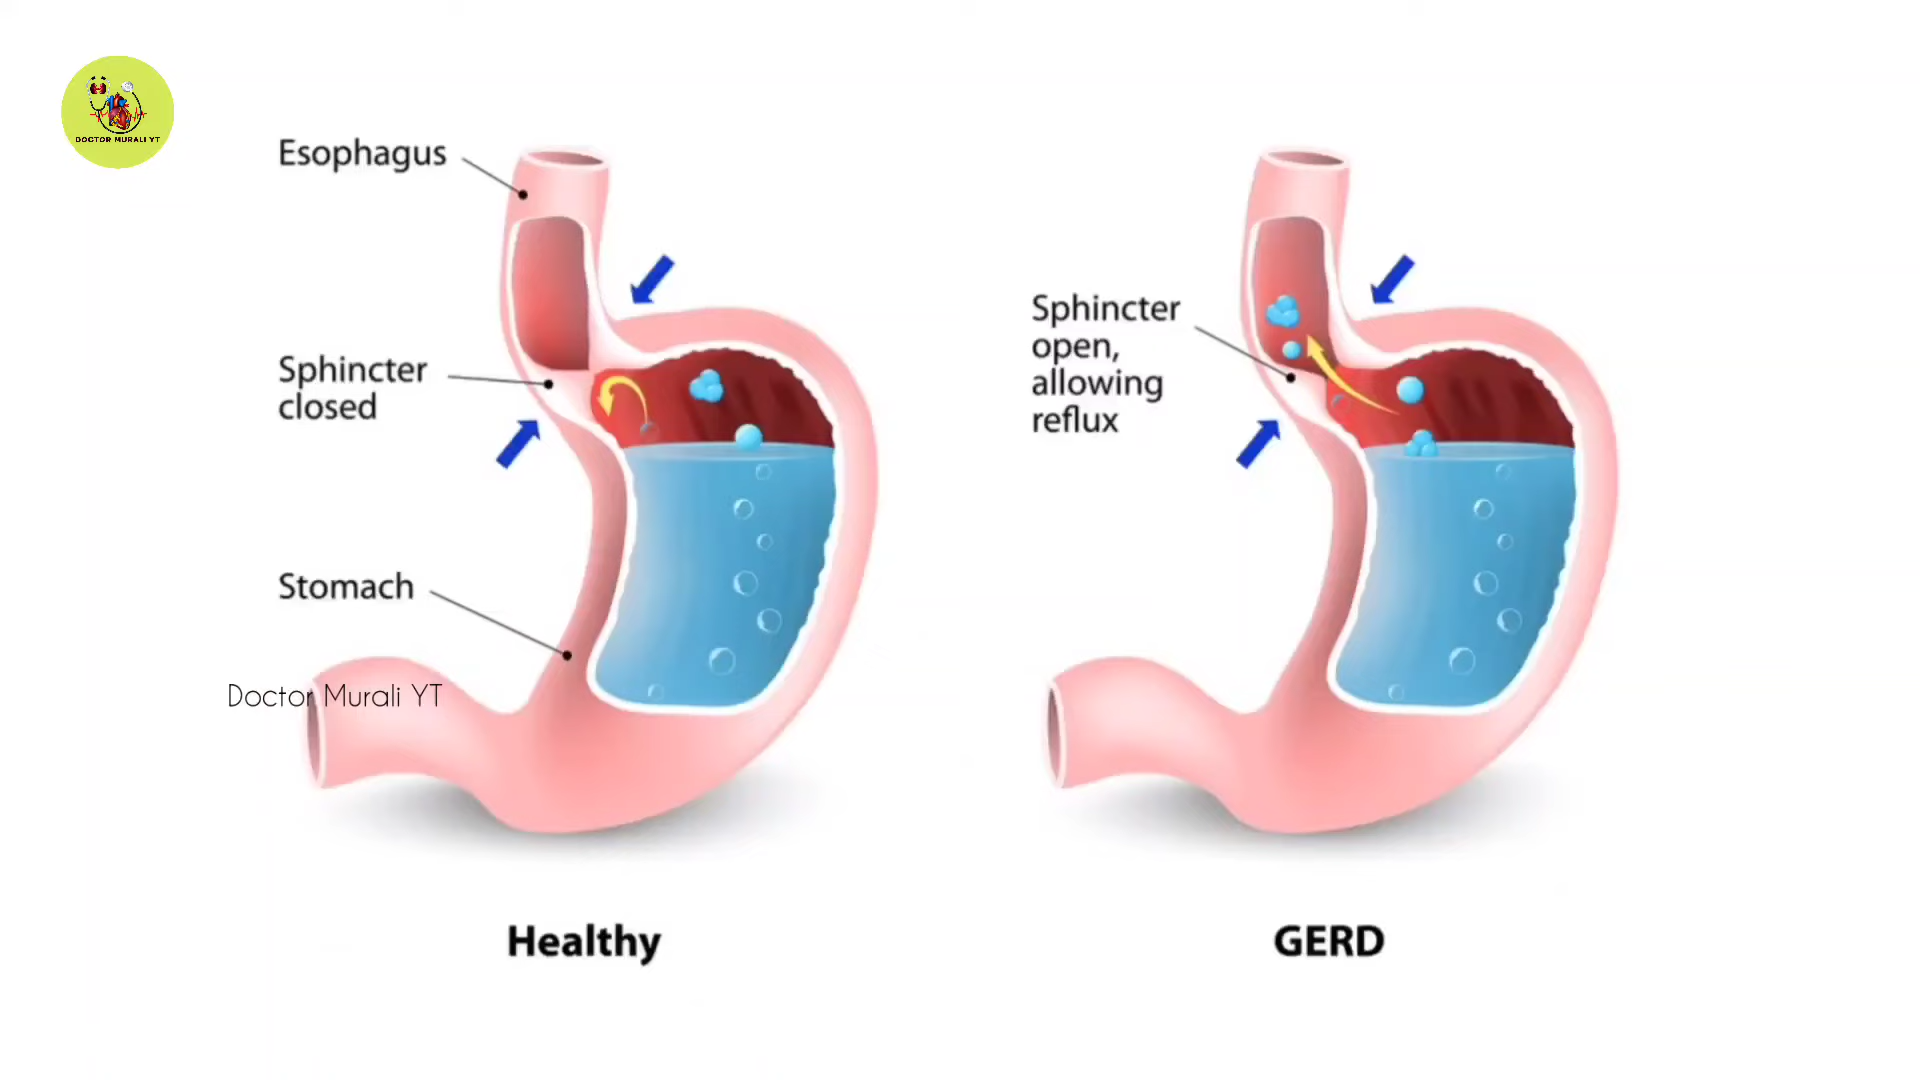 DOCTOR MURALI YT
Esophagus
Sphincter
closed
Stomach
Doctor Murali YT
Healthy
Sphincter
open,
allowing
reflux
GERD